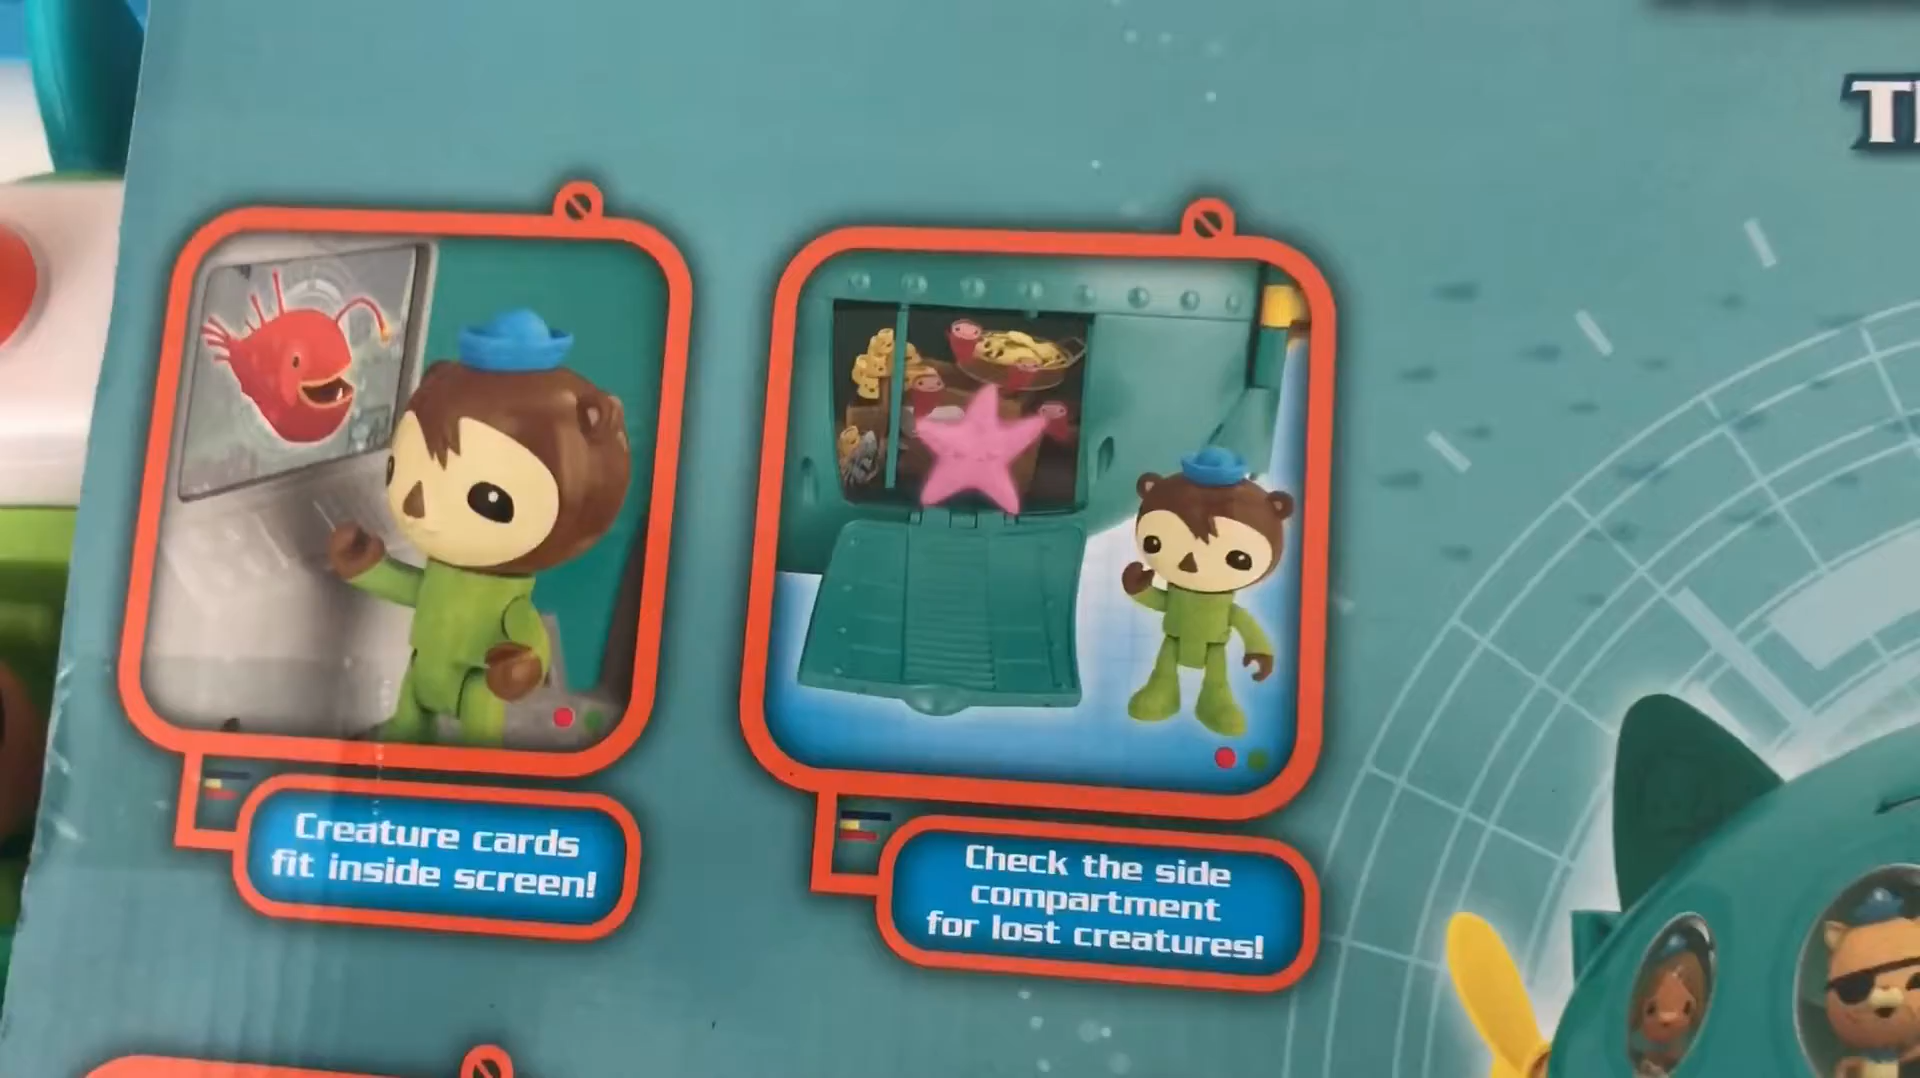 Creature cards
fit inside screen!
Check the side
compartment
for lost creatures!